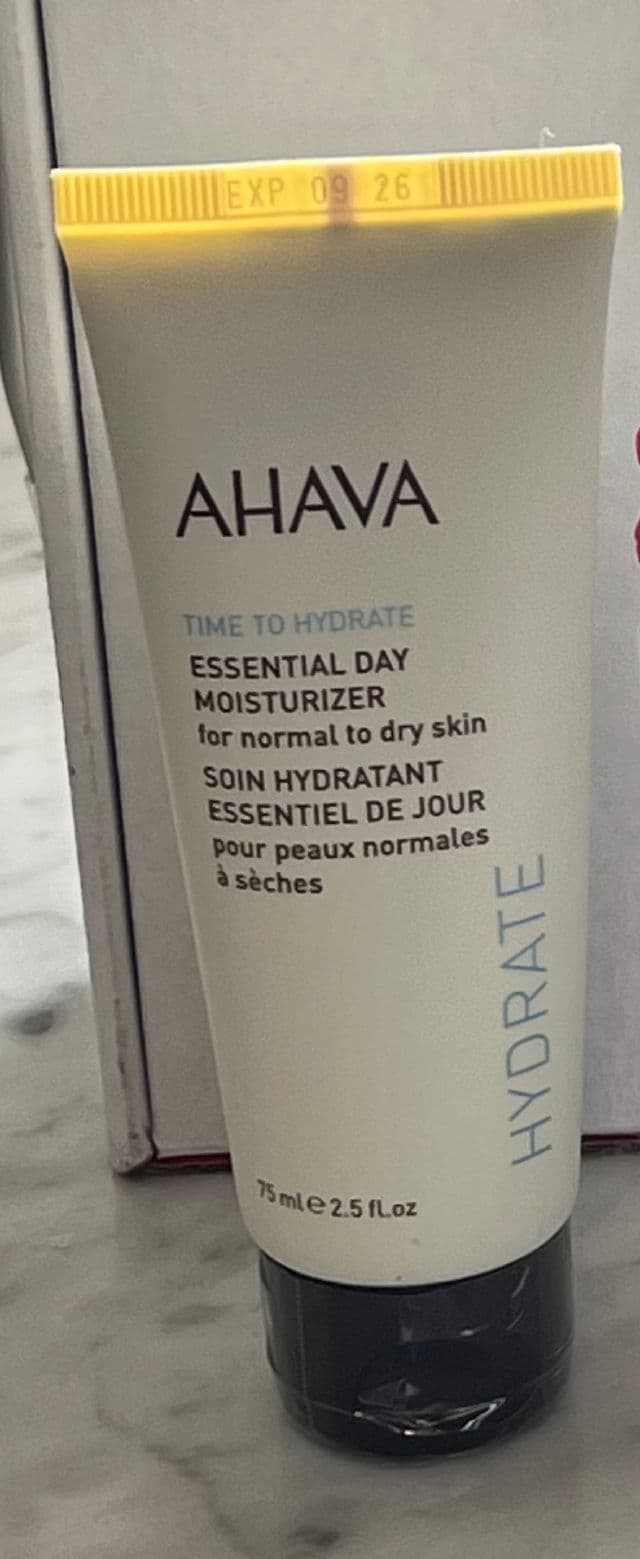 EXP 09 26
AHAVA
TIME TO HYDRATE
ESSENTIAL DAY
MOISTURIZER
for normal to dry skin
SOIN HYDRATANT
ESSENTIEL DE JOUR
pour peaux normales
à sèches
HYDRATE
75 ml e 2.5 fl.oz